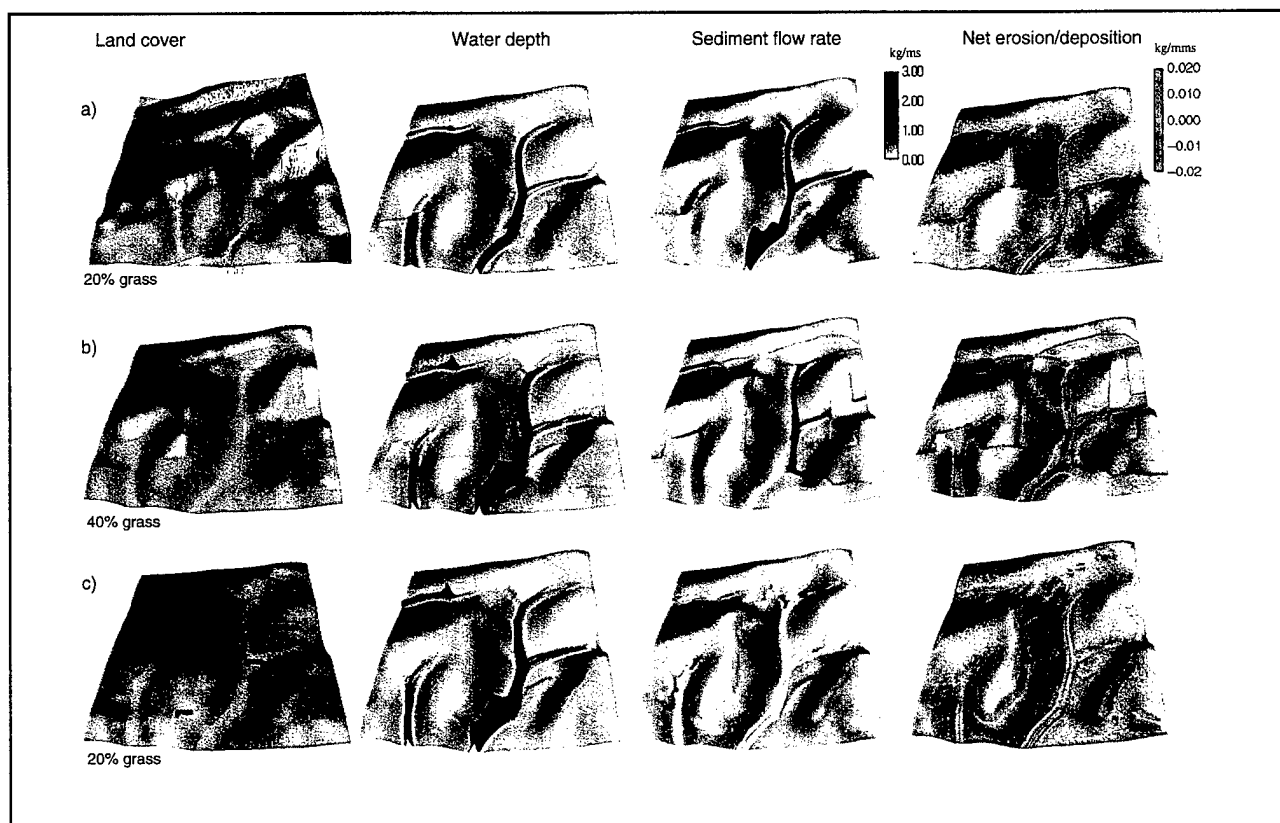 Land cover
Water depth
Sediment flow rate
Net erosion/deposition
kg/ms
3.00
2.00
1.00
0.00
kg/mms
0.020
0.010
0.000
−0.01
−0.02
a)
20% grass
b)
40% grass
c)
20% grass